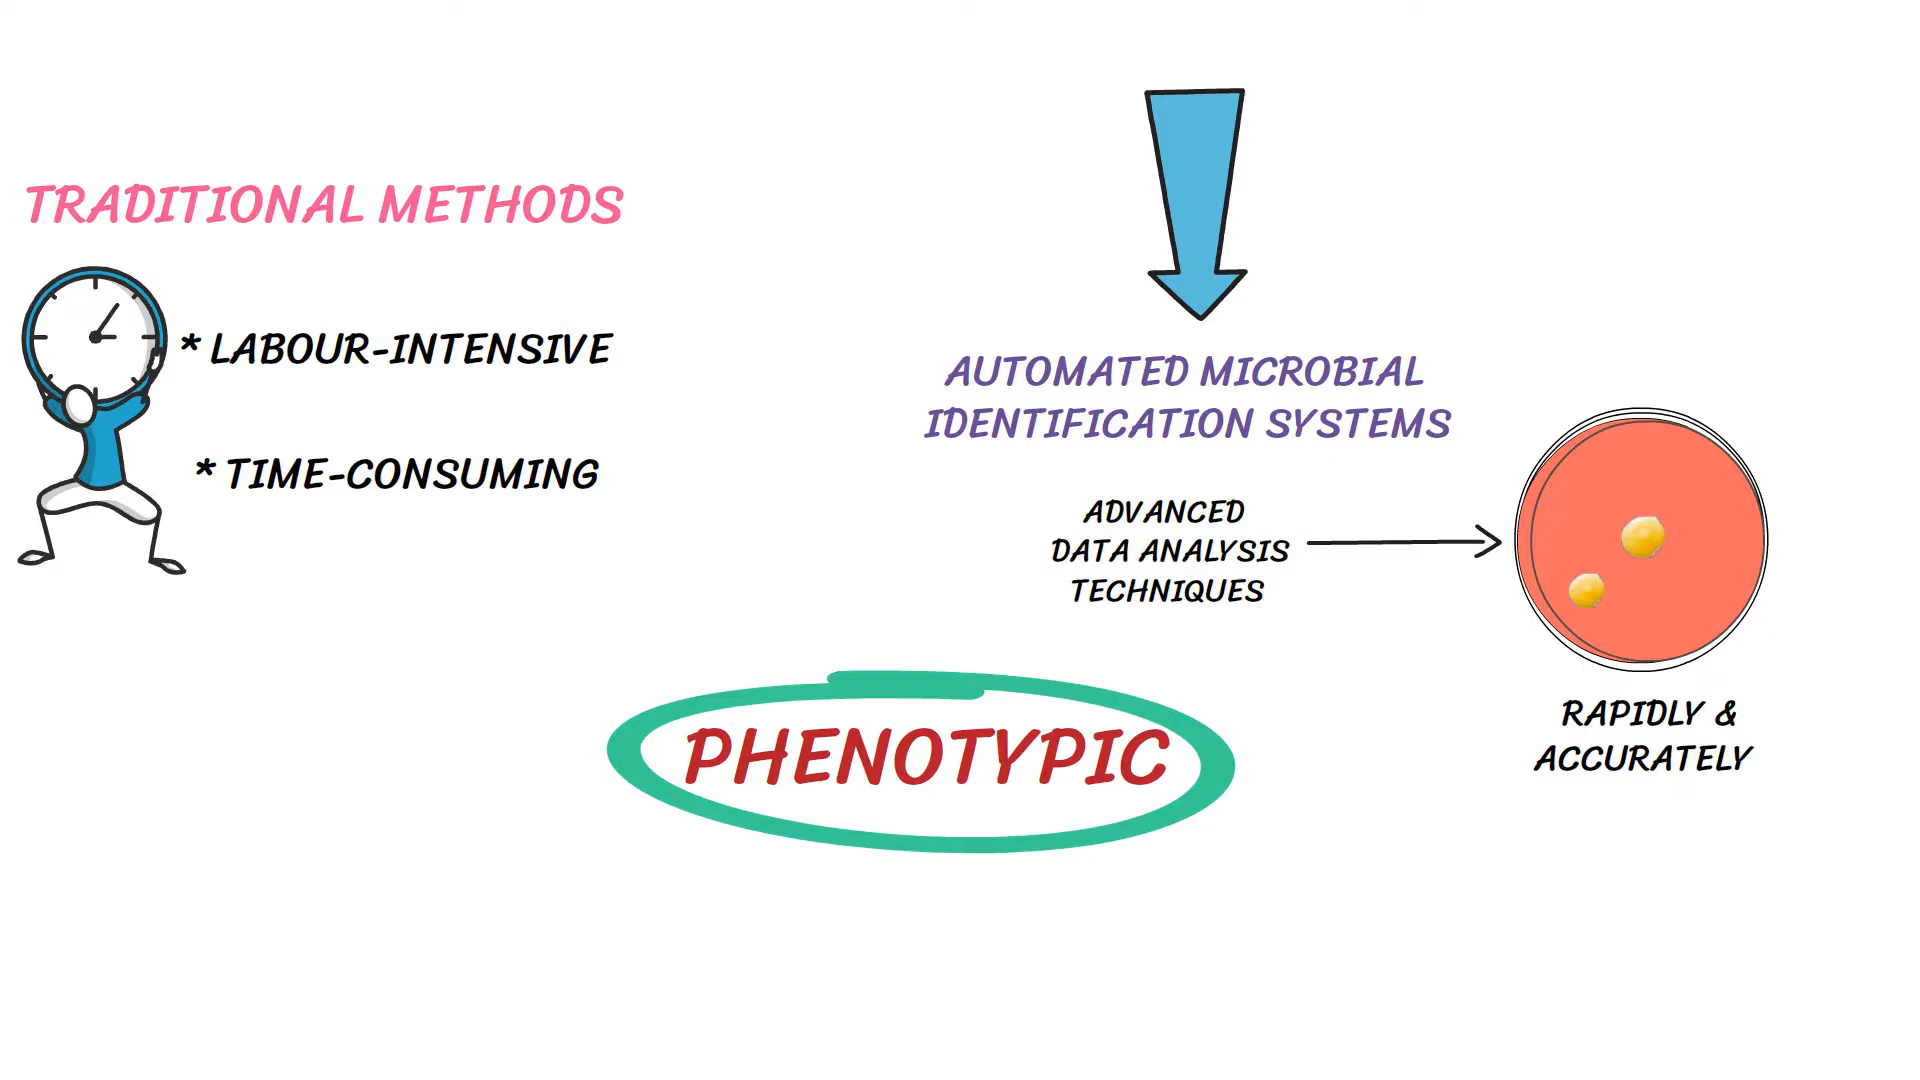 TRADITIONAL METHODS
* LABOUR-INTENSIVE
* TIME-CONSUMING
AUTOMATED MICROBIAL
IDENTIFICATION SYSTEMS
ADVANCED
DATA ANALYSIS
TECHNIQUES
RAPIDLY &
ACCURATELY
PHENOTYPIC